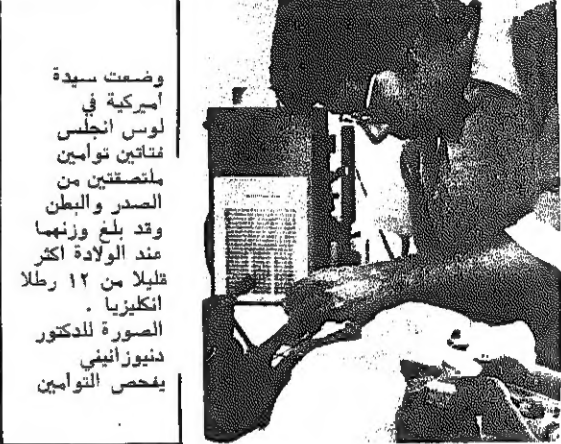 وضعت سيدة
اميركية في
لوس انجلس
فتاتين توأمين
ملتصقتين من
الصدر والبطن
وقد بلغ وزنهما
عند الولادة اكثر
قليلا من ١٢ رطلا
انكليزيا .
الصورة للدكتور
دنيوزانيني
يفحص التوأمين